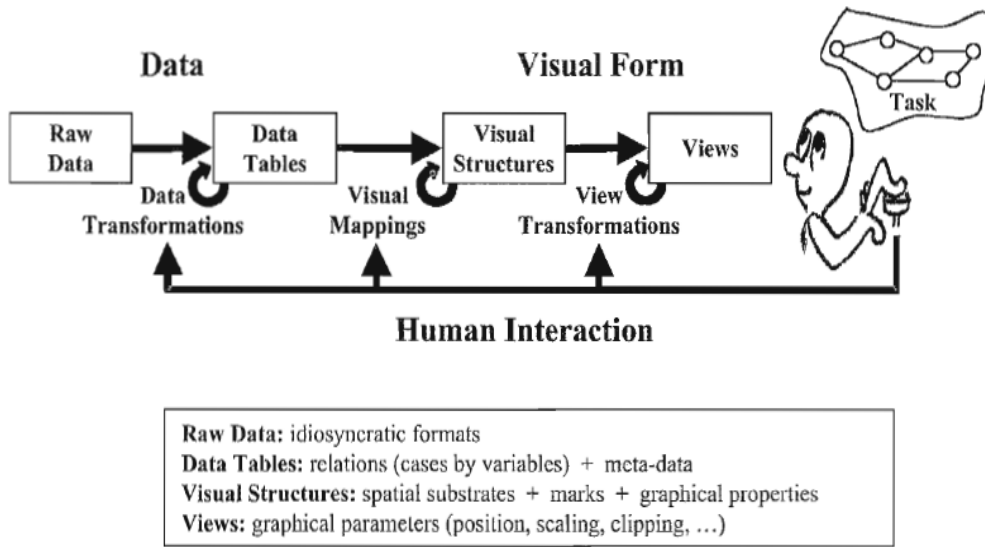 Data
Visual Form
Task
Raw
Data
Data
Tables
Visual
Structures
Views
Data
Transformations
Visual
Mappings
View
Transformations
Human Interaction
Raw Data: idiosyncratic formats
Data Tables: relations (cases by variables) + meta-data
Visual Structures: spatial substrates + marks + graphical properties
Views: graphical parameters (position, scaling, clipping, ...)